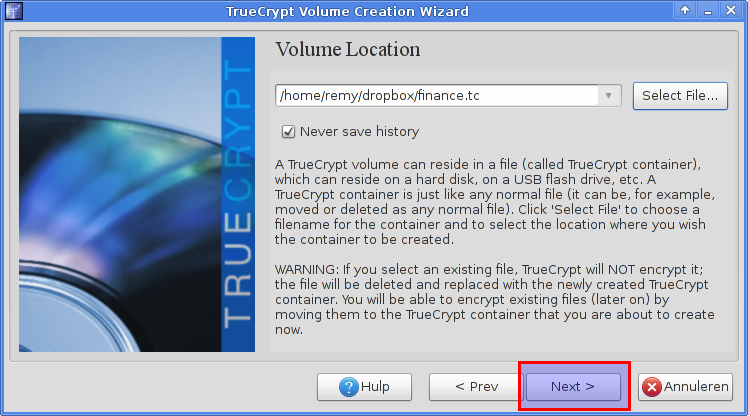 TrueCrypt Volume Creation Wizard
TRUECRYPT
Volume Location
/home/remy/dropbox/finance.tc
Select File...
Never save history
A TrueCrypt volume can reside in a file (called TrueCrypt container),
which can reside on a hard disk, on a USB flash drive, etc. A
TrueCrypt container is just like any normal file (it can be, for example,
moved or deleted as any normal file). Click 'Select File' to choose a
filename for the container and to select the location where you wish
the container to be created.
WARNING: If you select an existing file, TrueCrypt will NOT encrypt it;
the file will be deleted and replaced with the newly created TrueCrypt
container. You will be able to encrypt existing files (later on) by
moving them to the TrueCrypt container that you are about to create
now.
Hulp
< Prev
Next >
Annuleren